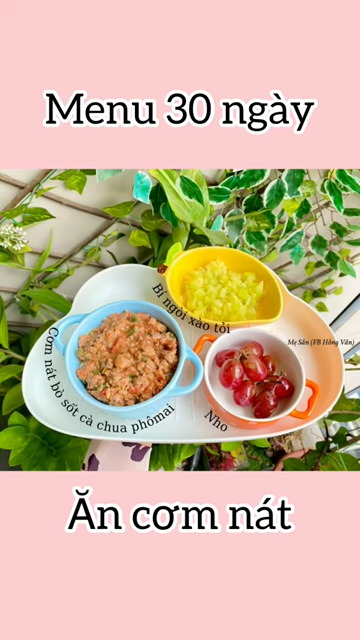 Menu 30 ngày
Bí ngòi xào tỏi
Cơm nát bò sốt cà chua phômai
Mẹ Sắn (FB Hồng Vân)
Nho
Ăn cơm nát